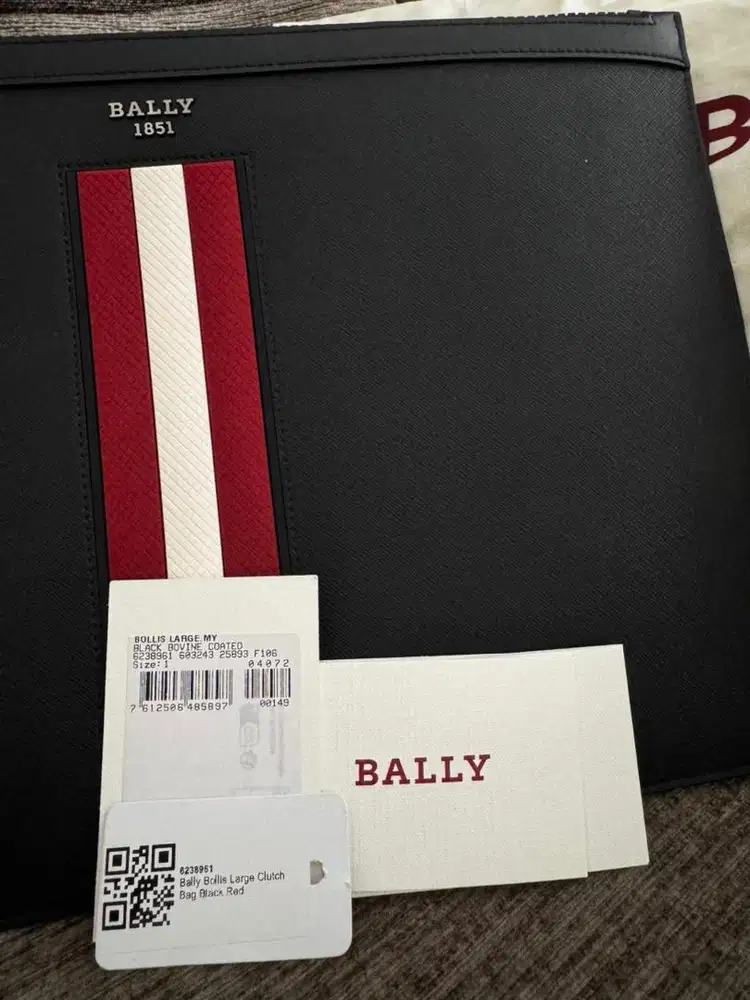 BALLY
1851
B
BOLLIS LARGE.MY
BLACK BOVINE COATED
6238961 603243 25893 F106
Size: 1 04072
7 612506 485897 00149
BALLY
6238961
Bally Bollis Large Clutch
Bag Black Red